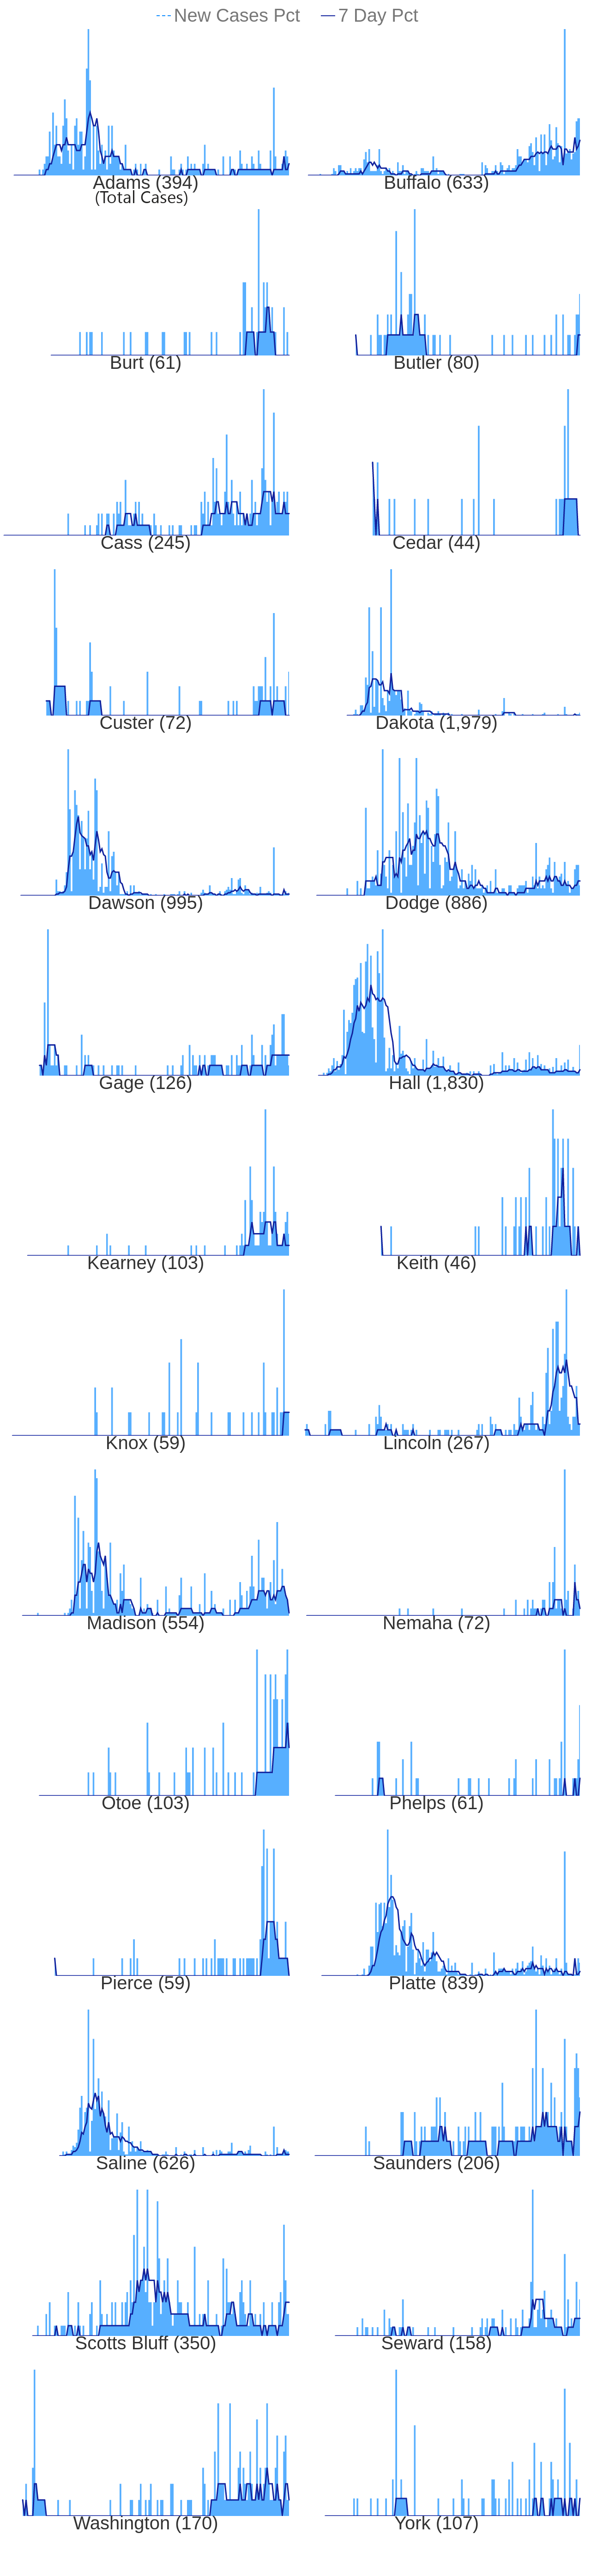 New Cases Pct 7 Day Pct
Adams (394) Buffalo (633)
(Total Cases)
Burt (61) Butler (80)
Cass (245) Cedar (44)
Custer (72) Dakota (1,979)
Dawson (995) Dodge (886)
Gage (126) Hall (1,830)
Kearney (103) Keith (46)
Knox (59) Lincoln (267)
Madison (554) Nemaha (72)
Otoe (103) Phelps (61)
Pierce (59) Platte (839)
Saline (626) Saunders (206)
Scotts Bluff (350) Seward (158)
Washington (170) York (107)